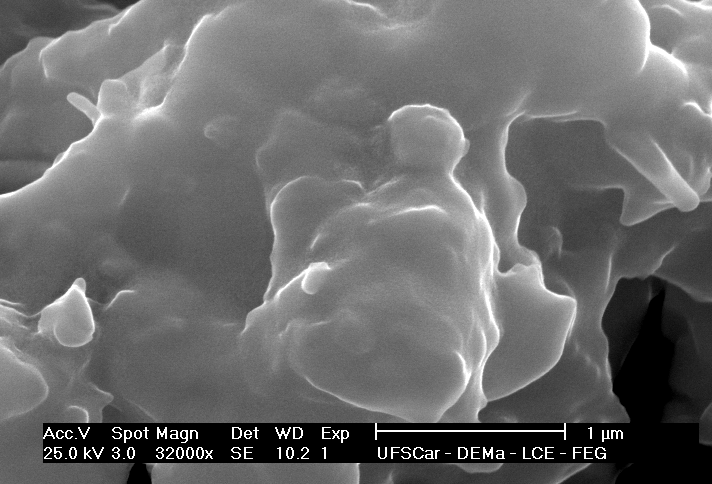 Acc.V Spot Magn Det WD Exp 1 µm
25.0 kV 3.0 32000x SE 10.2 1 UFSCar - DEMa - LCE - FEG